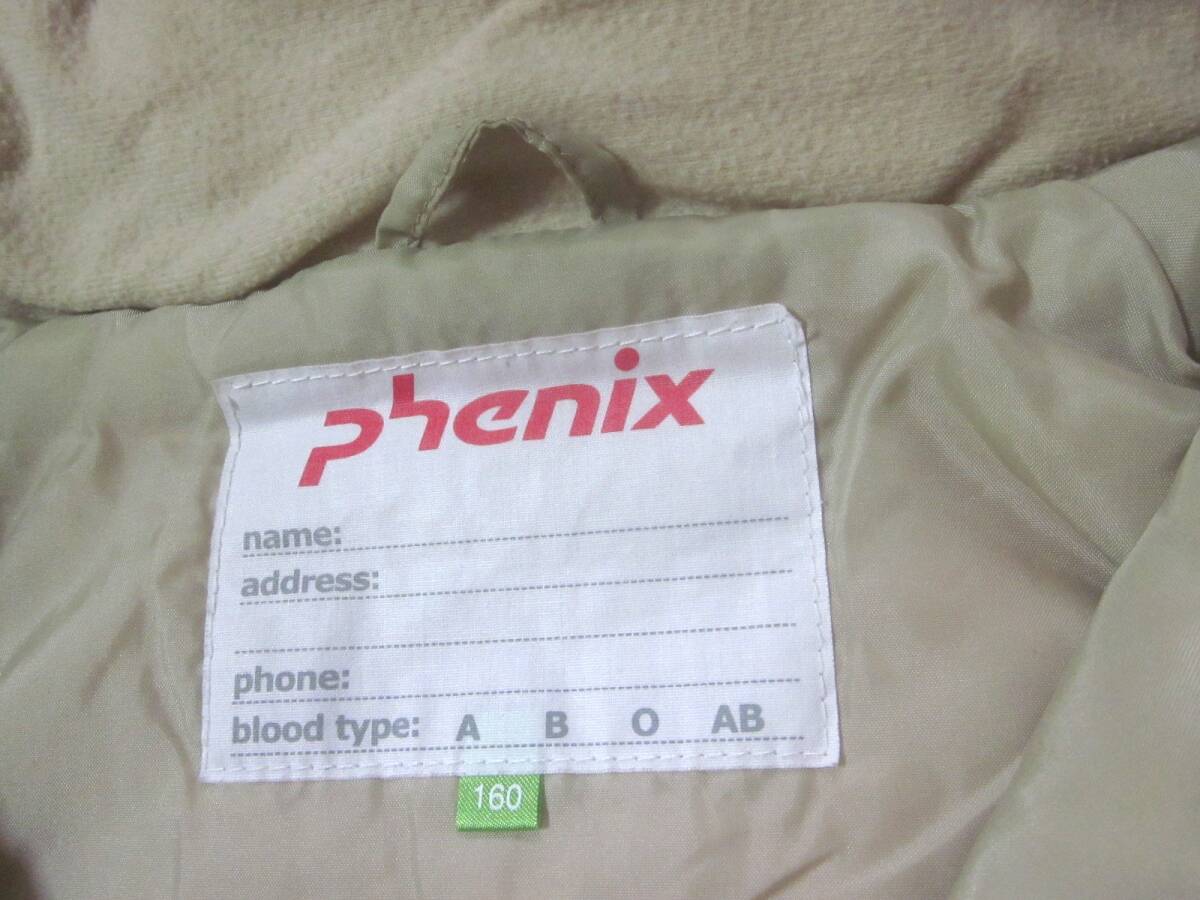 phenix
name:
address:
phone:
blood type: A B O AB
160